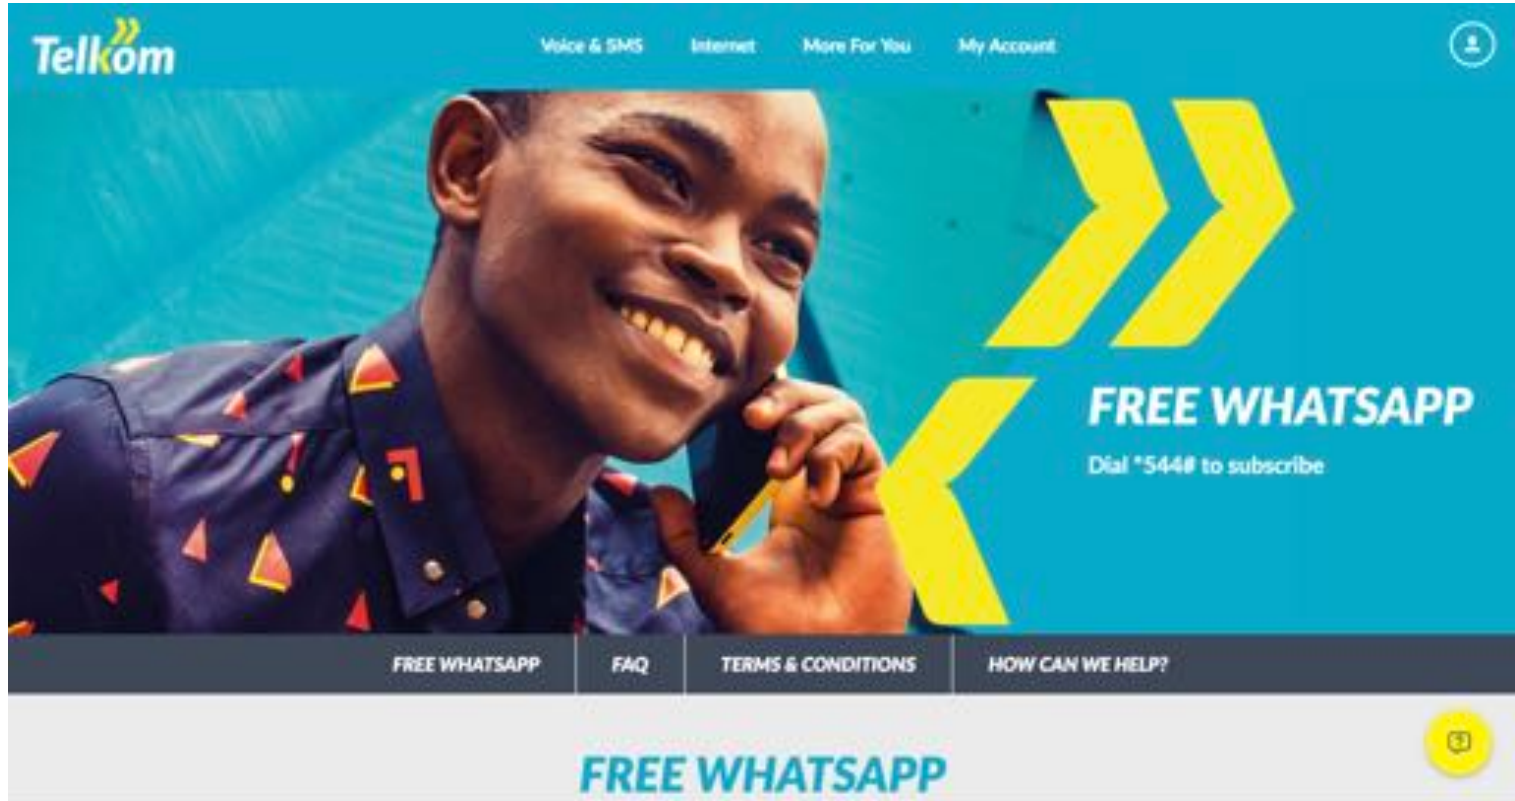 Telkom
Voice & SMS
Internet
More For You
My Account
FREE WHATSAPP
Dial *544# to subscribe
FREE WHATSAPP
FAQ
TERMS & CONDITIONS
HOW CAN WE HELP?
FREE WHATSAPP